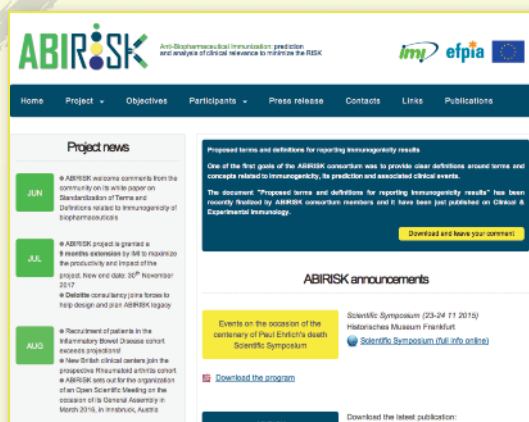 ABIRISK
Anti-Biopharmaceutical Immunization: prediction
and analysis of clinical relevance to minimize the RISK
imi
efpia
Home Project Objectives Participants Press release Contacts Links Publications
Project news
JUN
ABIRISK welcomes comments from the
community on its white paper on
Standardization of Terms and
Definitions related to Immunogenicity of
biopharmaceuticals
JUL
ABIRISK project is granted a
9 months extension by IMI to maximize
the productivity and impact of the
project. New end date: 30th November
2017
Deloitte consultancy joins forces to
help design and plan ABIRISK legacy
AUG
Recruitment of patients in the
Inflammatory Bowel Disease cohort
exceeds projections!
New British clinical centers join the
prospective Rheumatoid arthritis cohort
ABIRISK sets out for the organization
of an Open Scientific Meeting on the
occasion of its General Assembly in
March 2016, in Innsbruck, Austria
Proposed terms and definitions for reporting immunogenicity results
One of the first goals of the ABIRISK consortium was to provide clear definitions around terms and
concepts related to immunogenicity, its prediction and associated clinical events.
The document "Proposed terms and definitions for reporting immunogenicity results" has been
recently finalized by ABIRISK consortium members and it have been just published on Clinical &
Experimental Immunology.
Download and leave your comment
ABIRISK announcements
Events on the occasion of the
centenary of Paul Ehrlich's death
Scientific Symposium
Scientific Symposium (23-24 11 2015)
Historisches Museum Frankfurt
Scientific Symposium (full info online)
Download the program
Download the latest publication: